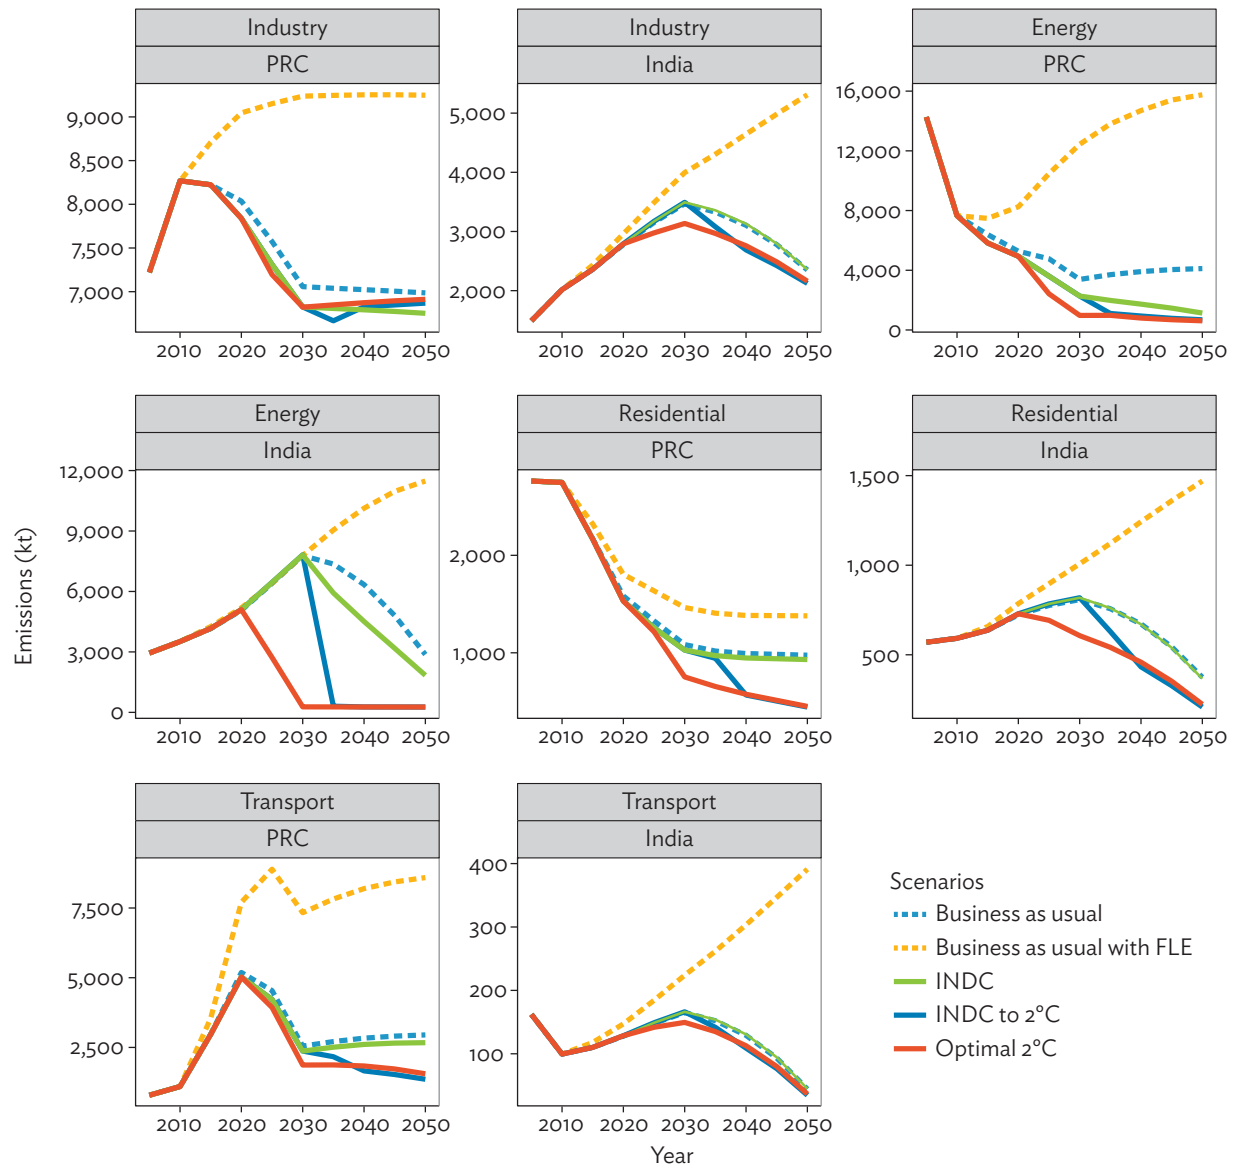 Industry
PRC
9,000
8,500
8,000
7,500
7,000
2010 2020 2030 2040 2050
Industry
India
5,000
4,000
3,000
2,000
2010 2020 2030 2040 2050
Energy
PRC
16,000
12,000
8,000
4,000
0
2010 2020 2030 2040 2050
Energy
India
12,000
9,000
6,000
3,000
0
2010 2020 2030 2040 2050
Residential
PRC
2,000
1,000
2010 2020 2030 2040 2050
Residential
India
1,500
1,000
500
2010 2020 2030 2040 2050
Emissions (kt)
Transport
PRC
7,500
5,000
2,500
2010 2020 2030 2040 2050
Transport
India
400
300
200
100
2010 2020 2030 2040 2050
Year
Scenarios
Business as usual
Business as usual with FLE
INDC
INDC to 2°C
Optimal 2°C